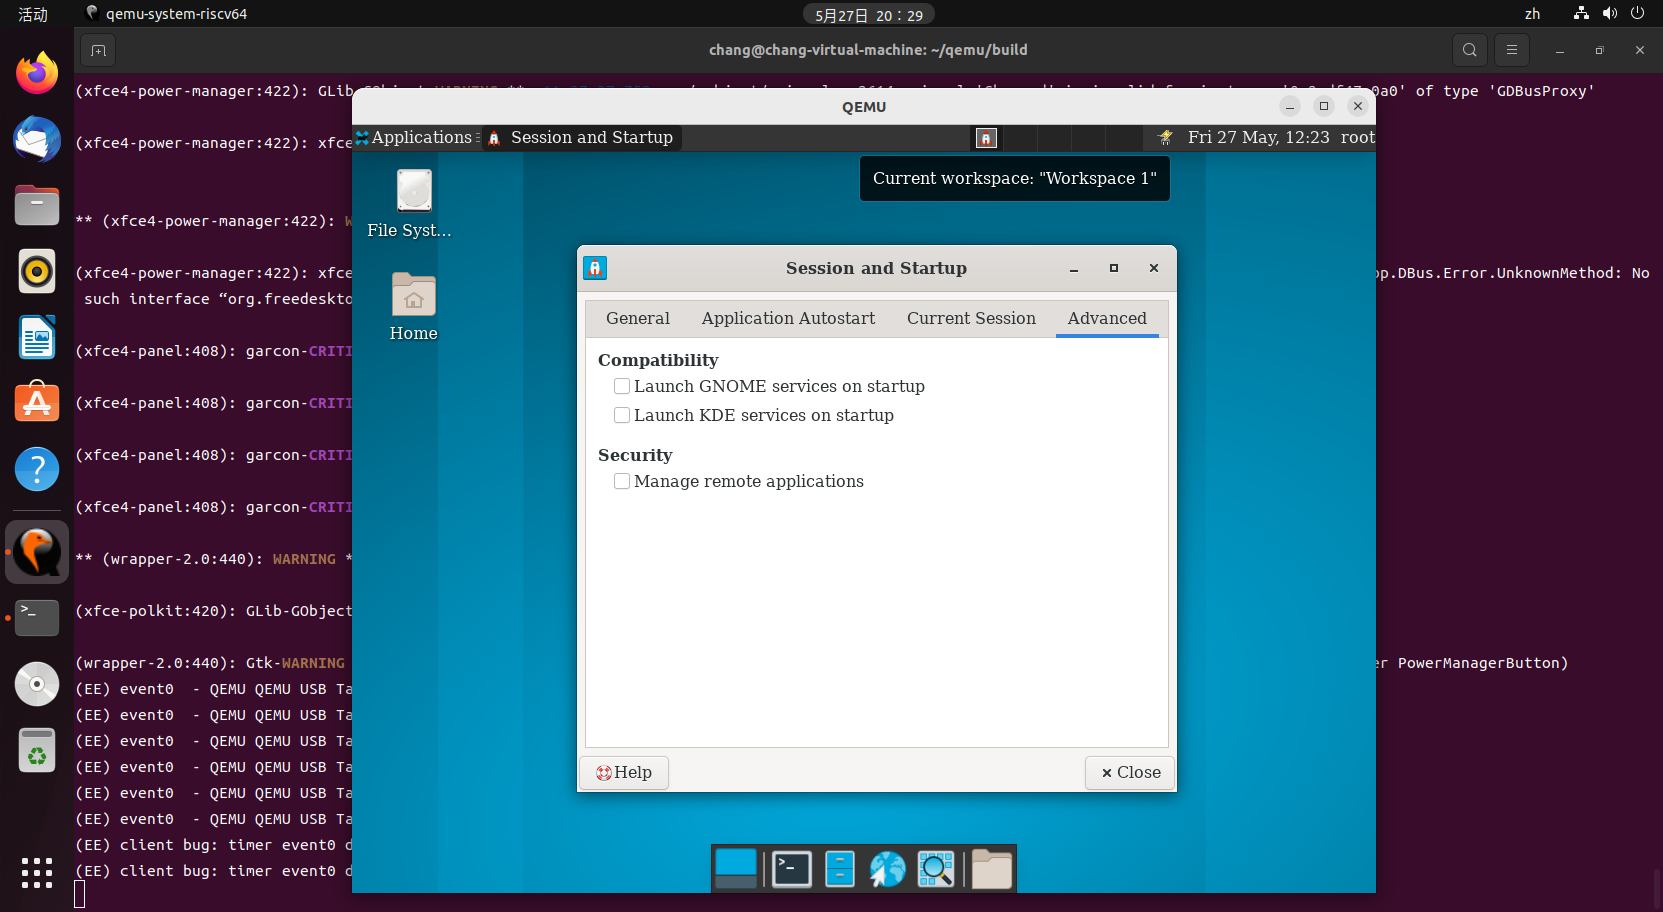 活动
qemu-system-riscv64
5月27日 20：29
zh
chang@chang-virtual-machine: ~/qemu/build
(xfce4-power-manager:422): GLib
of type 'GDBusProxy'
(xfce4-power-manager:422): xfce
** (xfce4-power-manager:422): W
(xfce4-power-manager:422): xfce
op.DBus.Error.UnknownMethod: No
such interface “org.freedeskto
(xfce4-panel:408): garcon-CRITI
(xfce4-panel:408): garcon-CRITI
(xfce4-panel:408): garcon-CRITI
(xfce4-panel:408): garcon-CRITI
** (wrapper-2.0:440): WARNING *
(xfce-polkit:420): GLib-GObject
(wrapper-2.0:440): Gtk-WARNING
er PowerManagerButton)
(EE) event0 - QEMU QEMU USB Ta
(EE) event0 - QEMU QEMU USB Ta
(EE) event0 - QEMU QEMU USB Ta
(EE) event0 - QEMU QEMU USB Ta
(EE) event0 - QEMU QEMU USB Ta
(EE) event0 - QEMU QEMU USB Ta
(EE) client bug: timer event0 d
(EE) client bug: timer event0 d
QEMU
Applications
Session and Startup
Fri 27 May, 12:23
root
Current workspace: "Workspace 1"
File Syst...
Home
Session and Startup
General
Application Autostart
Current Session
Advanced
Compatibility
Launch GNOME services on startup
Launch KDE services on startup
Security
Manage remote applications
Help
Close